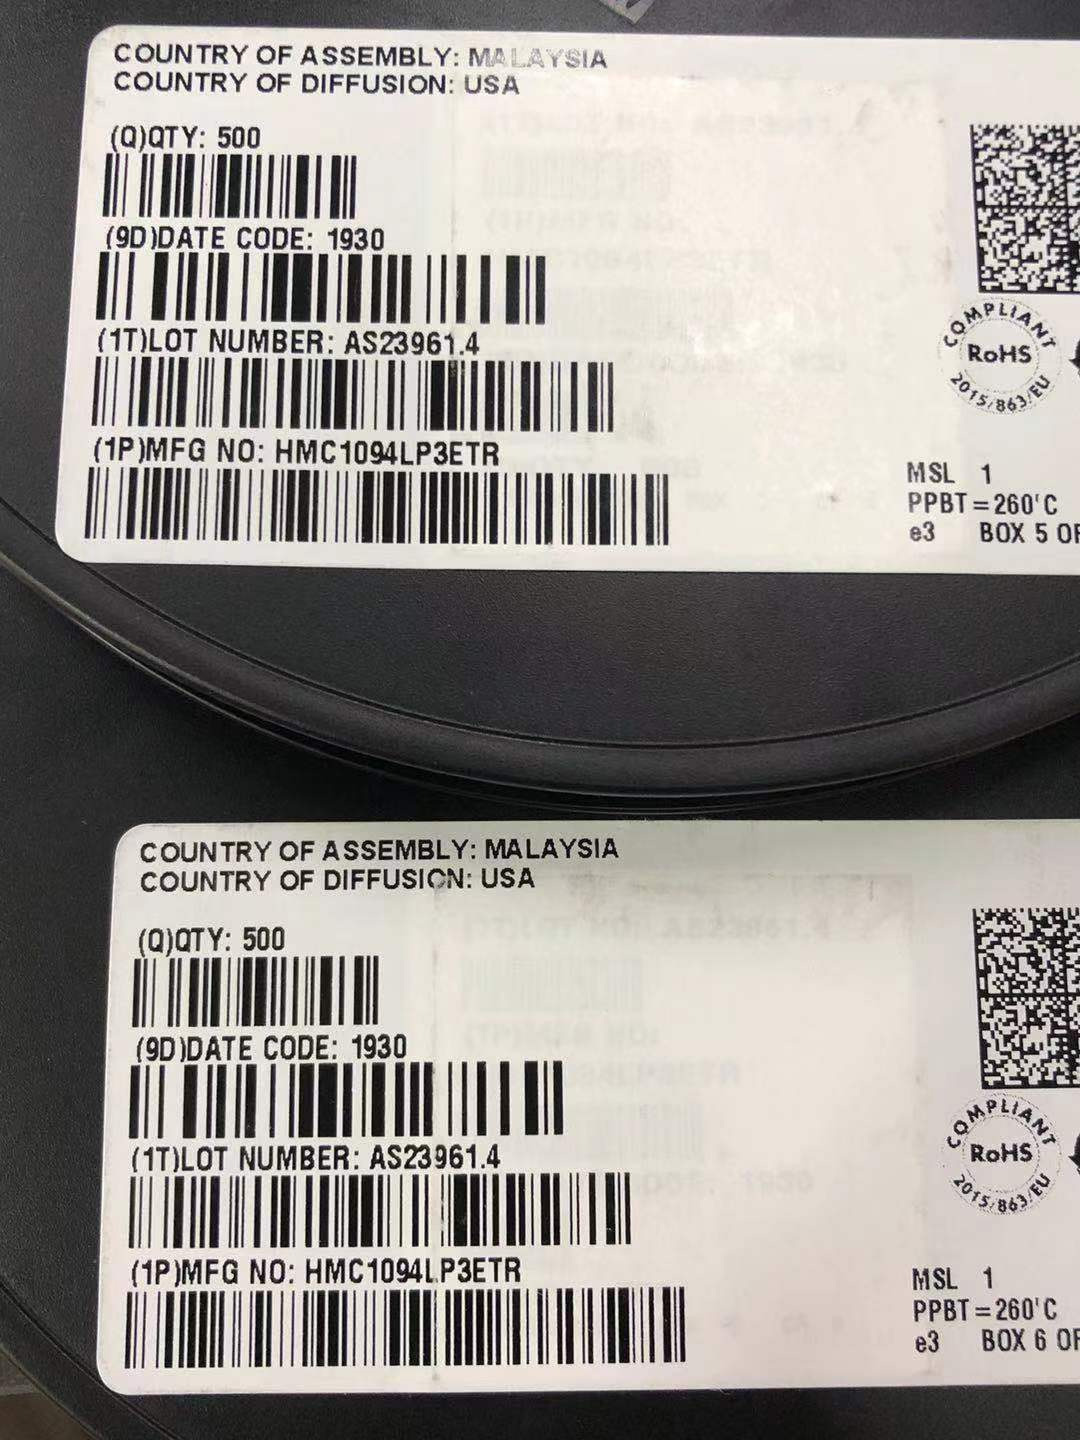 COUNTRY OF ASSEMBLY: MALAYSIA
COUNTRY OF DIFFUSION: USA
(Q)QTY: 500
(9D)DATE CODE: 1930
(1T)LOT NUMBER: AS23961.4
(1P)MFG NO: HMC1094LP3ETR
COMPLIANT
RoHS
2015/863/EU
MSL 1
PPBT=260'C
e3 BOX 5 OF
COUNTRY OF ASSEMBLY: MALAYSIA
COUNTRY OF DIFFUSION: USA
(Q)QTY: 500
(9D)DATE CODE: 1930
(1T)LOT NUMBER: AS23961.4
(1P)MFG NO: HMC1094LP3ETR
COMPLIANT
RoHS
2015/863/EU
MSL 1
PPBT=260'C
e3 BOX 6 OF